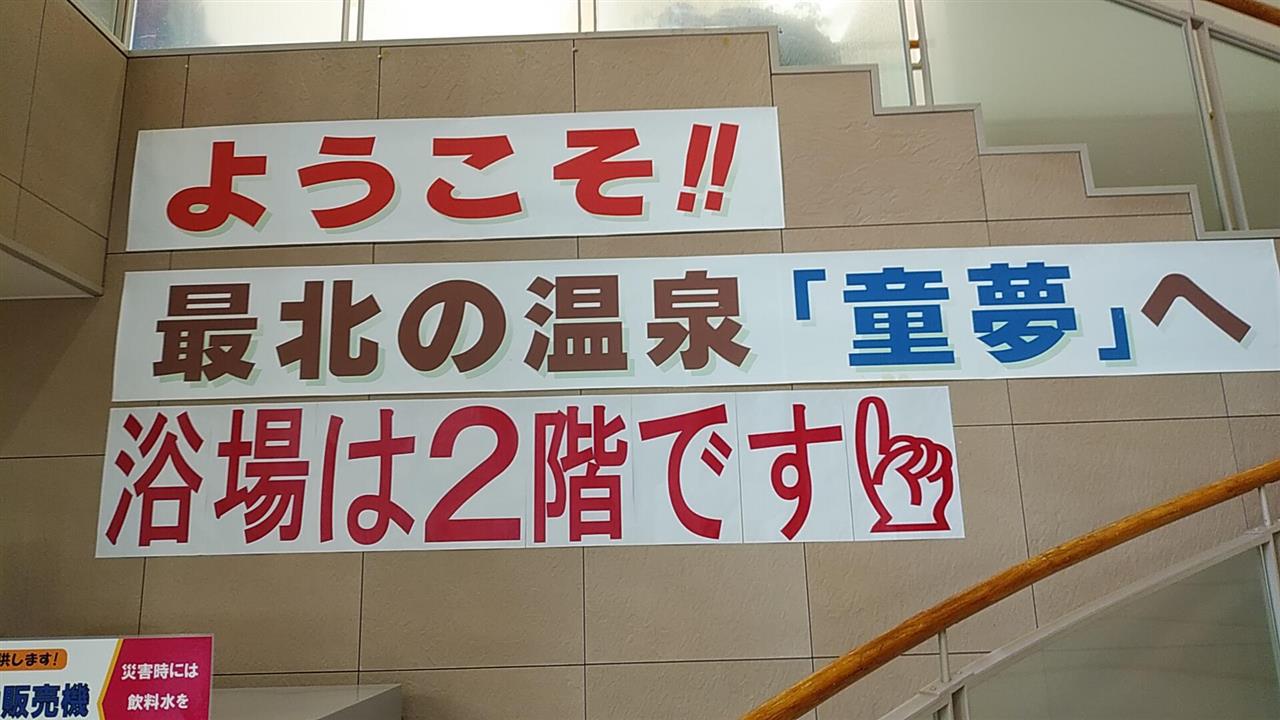 ようこそ!!
最北の温泉「童夢」へ
浴場は2階です
供します!
販売機
災害時には
飲料水を